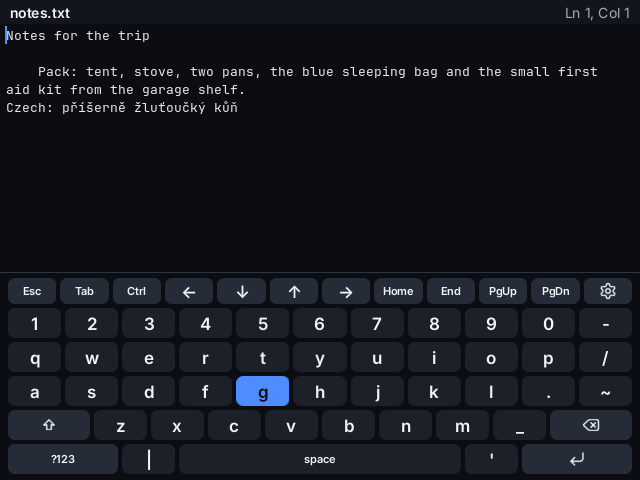 notes.txt
Ln 1, Col 1
Notes for the trip
    Pack: tent, stove, two pans, the blue sleeping bag and the small first
aid kit from the garage shelf.
Czech: příšerně žluťoučký kůň
Esc Tab Ctrl ← ↓ ↑ → Home End PgUp PgDn
1 2 3 4 5 6 7 8 9 0 -
q w e r t y u i o p /
a s d f g h j k l . ~
z x c v b n m _
?123 | space '